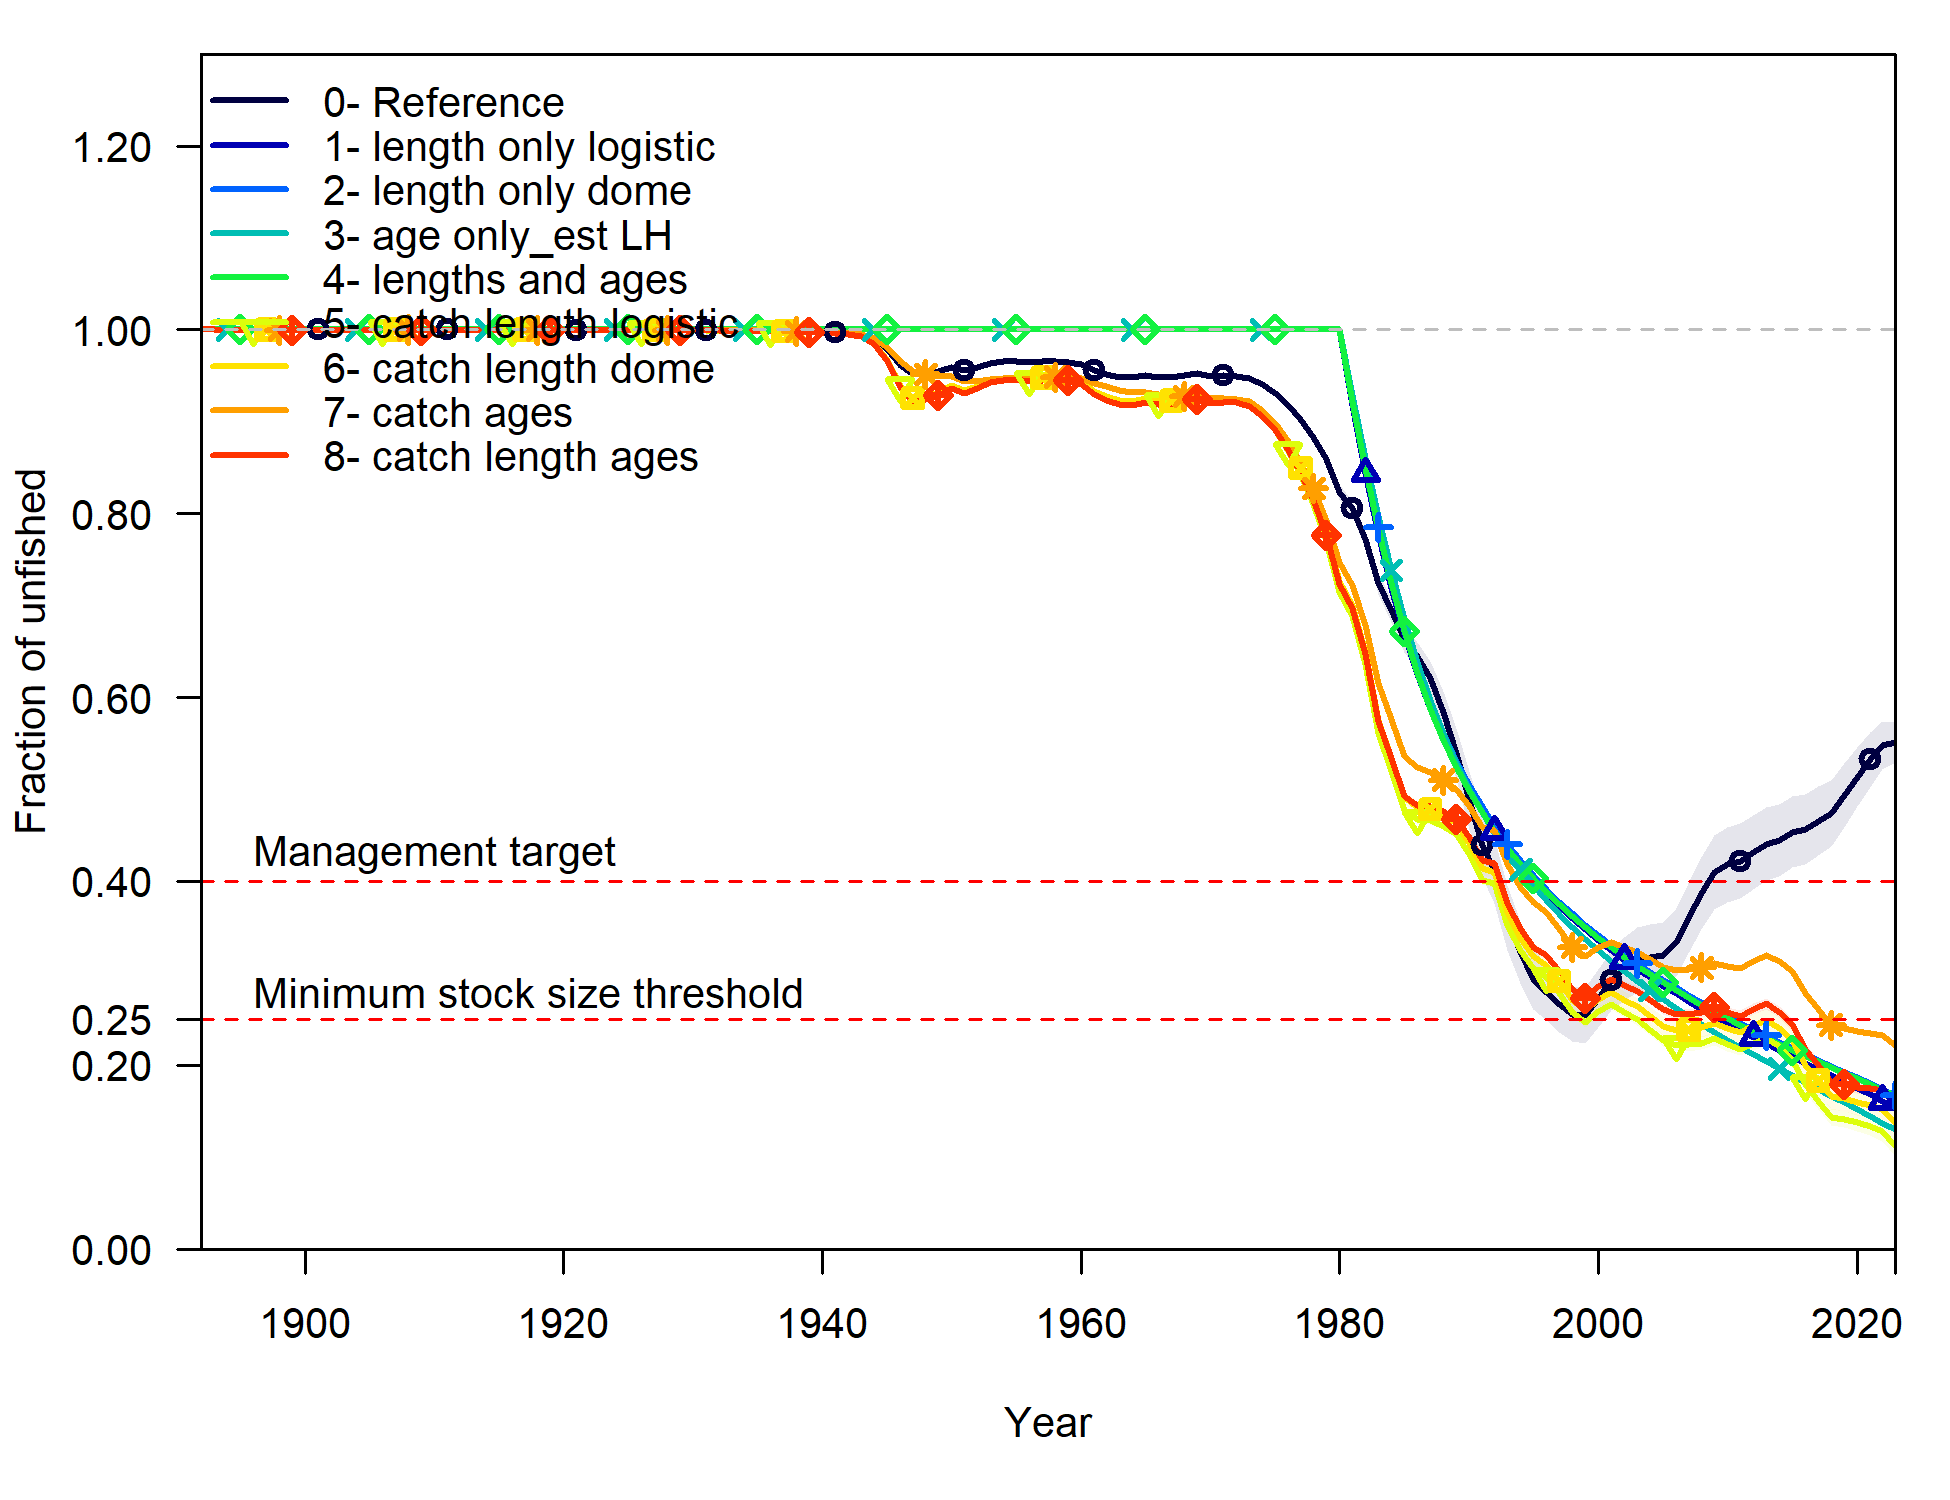 0- Reference
1- length only logistic
2- length only dome
3- age only_est LH
4- lengths and ages
5- catch length logistic
6- catch length dome
7- catch ages
8- catch length ages
1.20
1.00
0.80
0.60
0.40
0.25
0.20
0.00
Fraction of unfished
Management target
Minimum stock size threshold
1900 1920 1940 1960 1980 2000 2020
Year